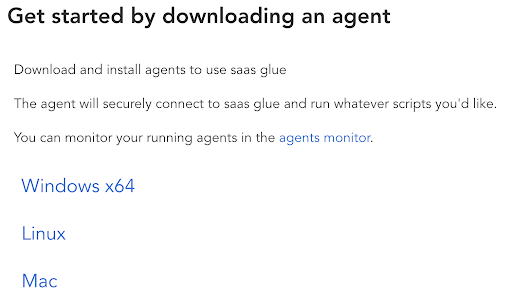 Get started by downloading an agent
Download and install agents to use saas glue
The agent will securely connect to saas glue and run whatever scripts you'd like.
You can monitor your running agents in the agents monitor.
Windows x64
Linux
Mac